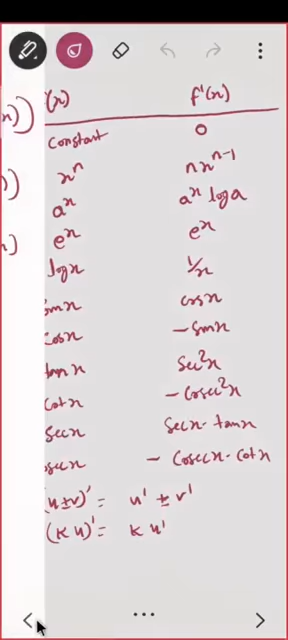 (x) f'(x)
x))
constant 0
xⁿ nxⁿ⁻¹
)
aˣ aˣ log a
eˣ eˣ
x)
log x 1/x
sin x cos x
cos x - sin x
tan x sec²x
cot x - cosec²x
sec x sec x · tan x
osec x - cosec x · cot x
(u ± v)' = u' ± v'
(K u)' = K u'